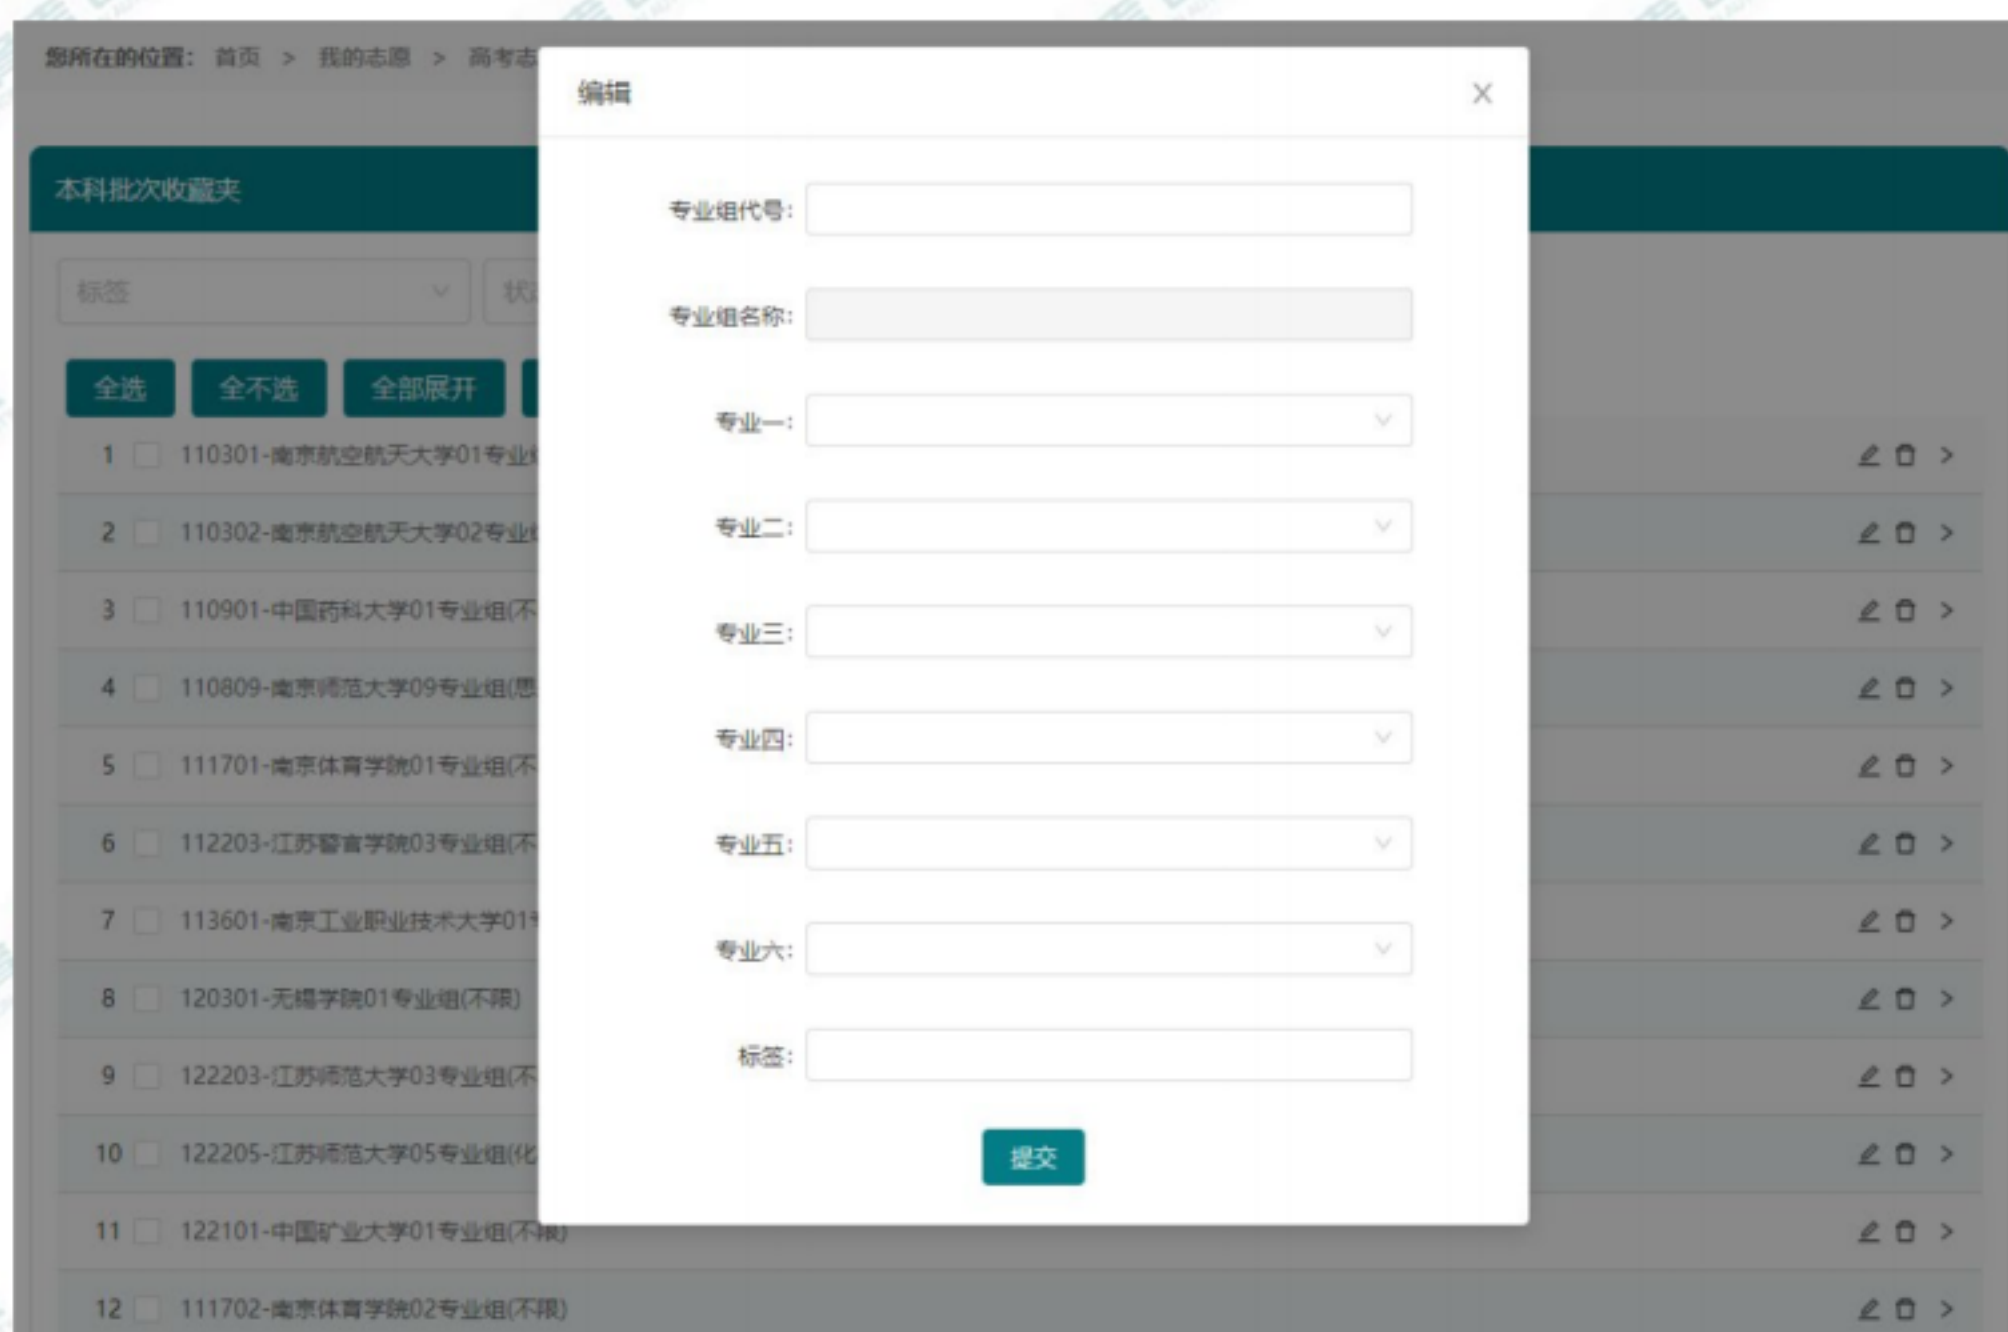 您所在的位置： 首页 > 我的志愿 > 高考志
编辑
本科批次收藏夹
专业组代号：
标签
专业组名称：
全选 全不选 全部展开
专业一：
1 110301-南京航空航天大学01专业
专业二：
2 110302-南京航空航天大学02专业
3 110901-中国药科大学01专业组(不
专业三：
4 110809-南京师范大学09专业组(思
专业四：
5 111701-南京体育学院01专业组(不
6 112203-江苏警官学院03专业组(不
专业五：
7 113601-南京工业职业技术大学01
专业六：
8 120301-无锡学院01专业组(不限)
9 122203-江苏师范大学03专业组(不
标签：
10 122205-江苏师范大学05专业组(化
提交
11 122101-中国矿业大学01专业组(不限)
12 111702-南京体育学院02专业组(不限)